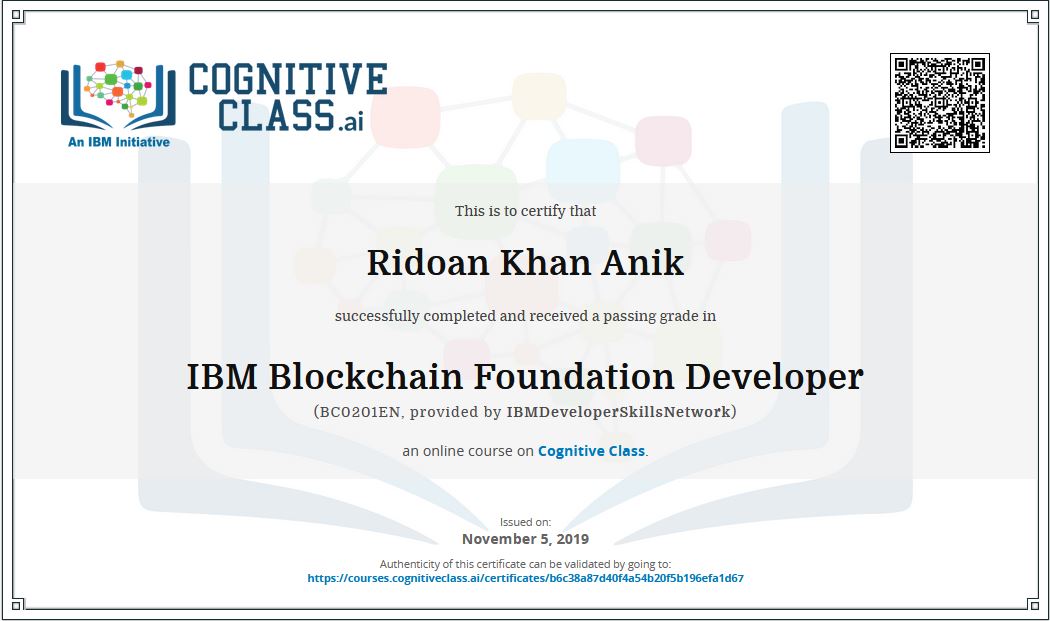 COGNITIVE
CLASS.ai
An IBM Initiative
This is to certify that
Ridoan Khan Anik
successfully completed and received a passing grade in
IBM Blockchain Foundation Developer
(BC0201EN, provided by IBMDeveloperSkillsNetwork)
an online course on Cognitive Class.
Issued on:
November 5, 2019
Authenticity of this certificate can be validated by going to:
https://courses.cognitiveclass.ai/certificates/b6c38a87d40f4a54b20f5b196efa1d67